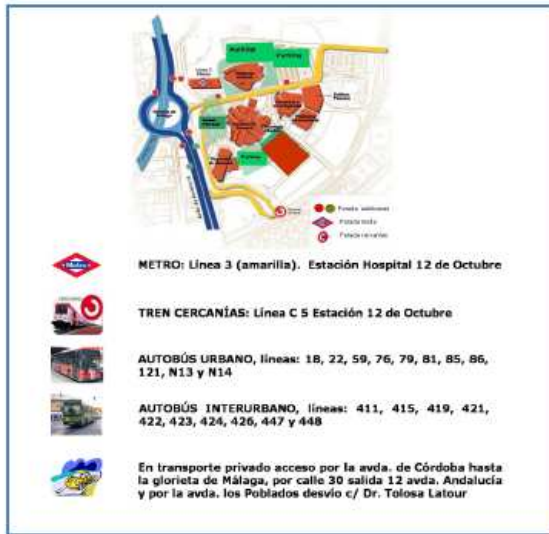 Parking
Parking
METRO: Línea 3 (amarilla). Estación Hospital 12 de Octubre
TREN CERCANÍAS: Línea C 5 Estación 12 de Octubre
AUTOBÚS URBANO, líneas: 18, 22, 59, 76, 79, 81, 85, 86,
121, N13 y N14
AUTOBÚS INTERURBANO, líneas: 411, 415, 419, 421,
422, 423, 424, 426, 447 y 448
En transporte privado acceso por la avda. de Córdoba hasta
la glorieta de Málaga, por calle 30 salida 12 avda. Andalucía
y por la avda. los Poblados desvío c/ Dr. Tolosa Latour